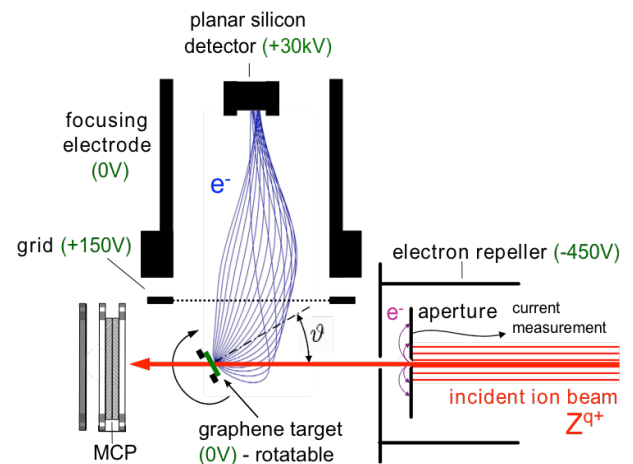 planar silicon
detector (+30kV)
focusing
electrode
(0V)
e-
grid (+150V)
electron repeller (-450V)
e-
aperture
current
measurement
ϑ
incident ion beam
Zq+
graphene target
(0V) - rotatable
MCP